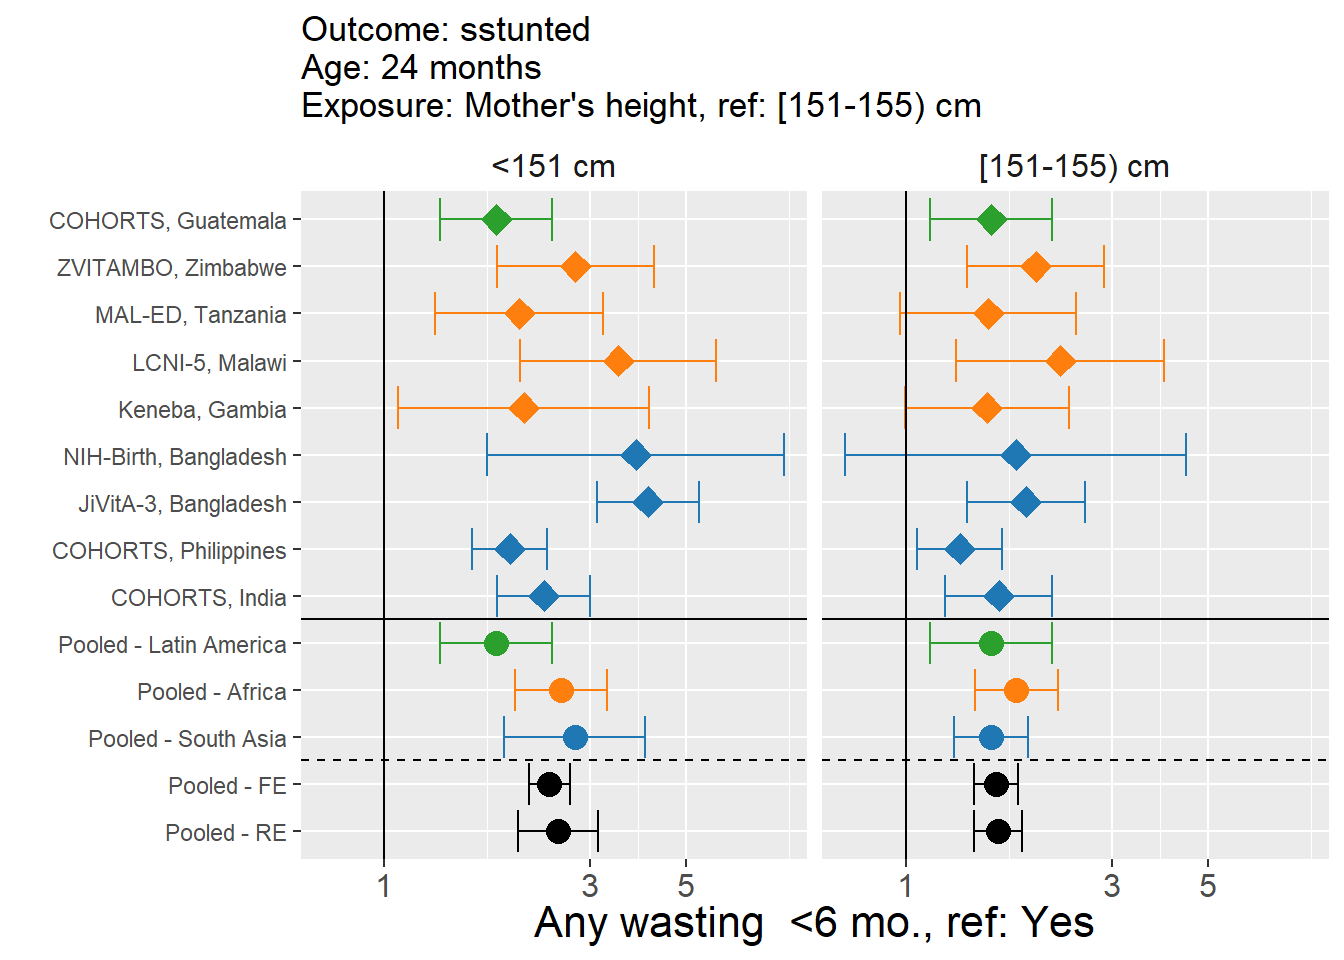 Outcome: sstunted
Age: 24 months
Exposure: Mother's height, ref: [151-155) cm
<151 cm
[151-155) cm
COHORTS, Guatemala
ZVITAMBO, Zimbabwe
MAL-ED, Tanzania
LCNI-5, Malawi
Keneba, Gambia
NIH-Birth, Bangladesh
JiVitA-3, Bangladesh
COHORTS, Philippines
COHORTS, India
Pooled - Latin America
Pooled - Africa
Pooled - South Asia
Pooled - FE
Pooled - RE
1 3 5
1 3 5
Any wasting  <6 mo., ref: Yes